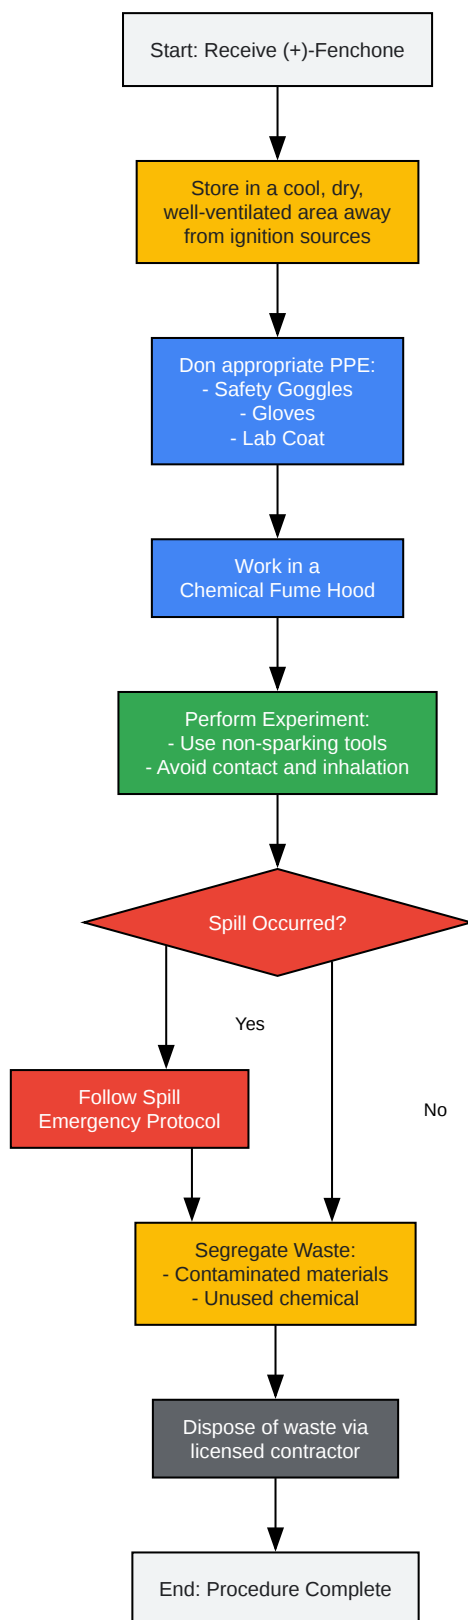 Start: Receive (+)-Fenchone
Store in a cool, dry,
well-ventilated area away
from ignition sources
Don appropriate PPE:
- Safety Goggles
- Gloves
- Lab Coat
Work in a
Chemical Fume Hood
Perform Experiment:
- Use non-sparking tools
- Avoid contact and inhalation
Spill Occurred?
Yes
Follow Spill
Emergency Protocol
No
Segregate Waste:
- Contaminated materials
- Unused chemical
Dispose of waste via
licensed contractor
End: Procedure Complete